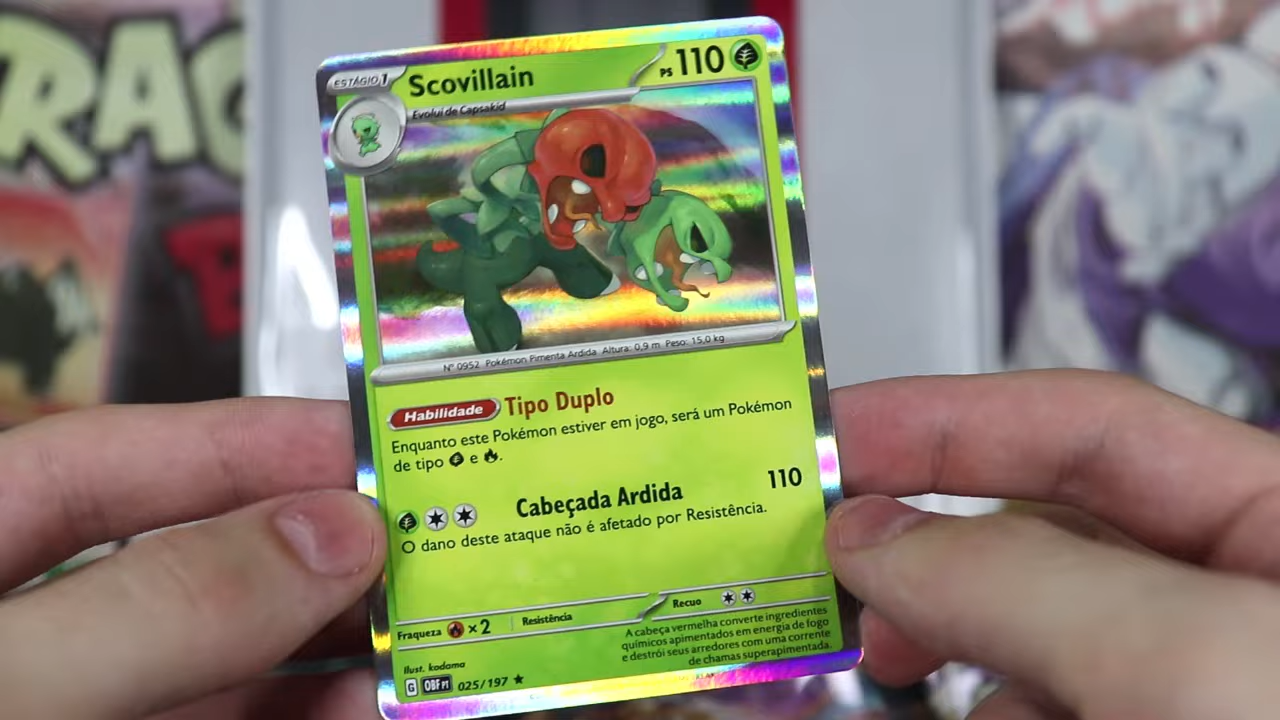 RAG
ESTÁGIO 1
Scovillain
PS 110
Evolui de Capsakid
Nº 0952 Pokémon Pimenta Ardida Altura: 0,9 m Peso: 15,0 kg
Habilidade Tipo Duplo
Enquanto este Pokémon estiver em jogo, será um Pokémon
de tipo e .
Cabeçada Ardida 110
O dano deste ataque não é afetado por Resistência.
Fraqueza ×2 Resistência Recuo
A cabeça vermelha converte ingredientes
químicos apimentados em energia de fogo
e destrói seus arredores com uma corrente
de chamas superapimentada.
Ilust. kodama
G OBF PT 025/197 ★